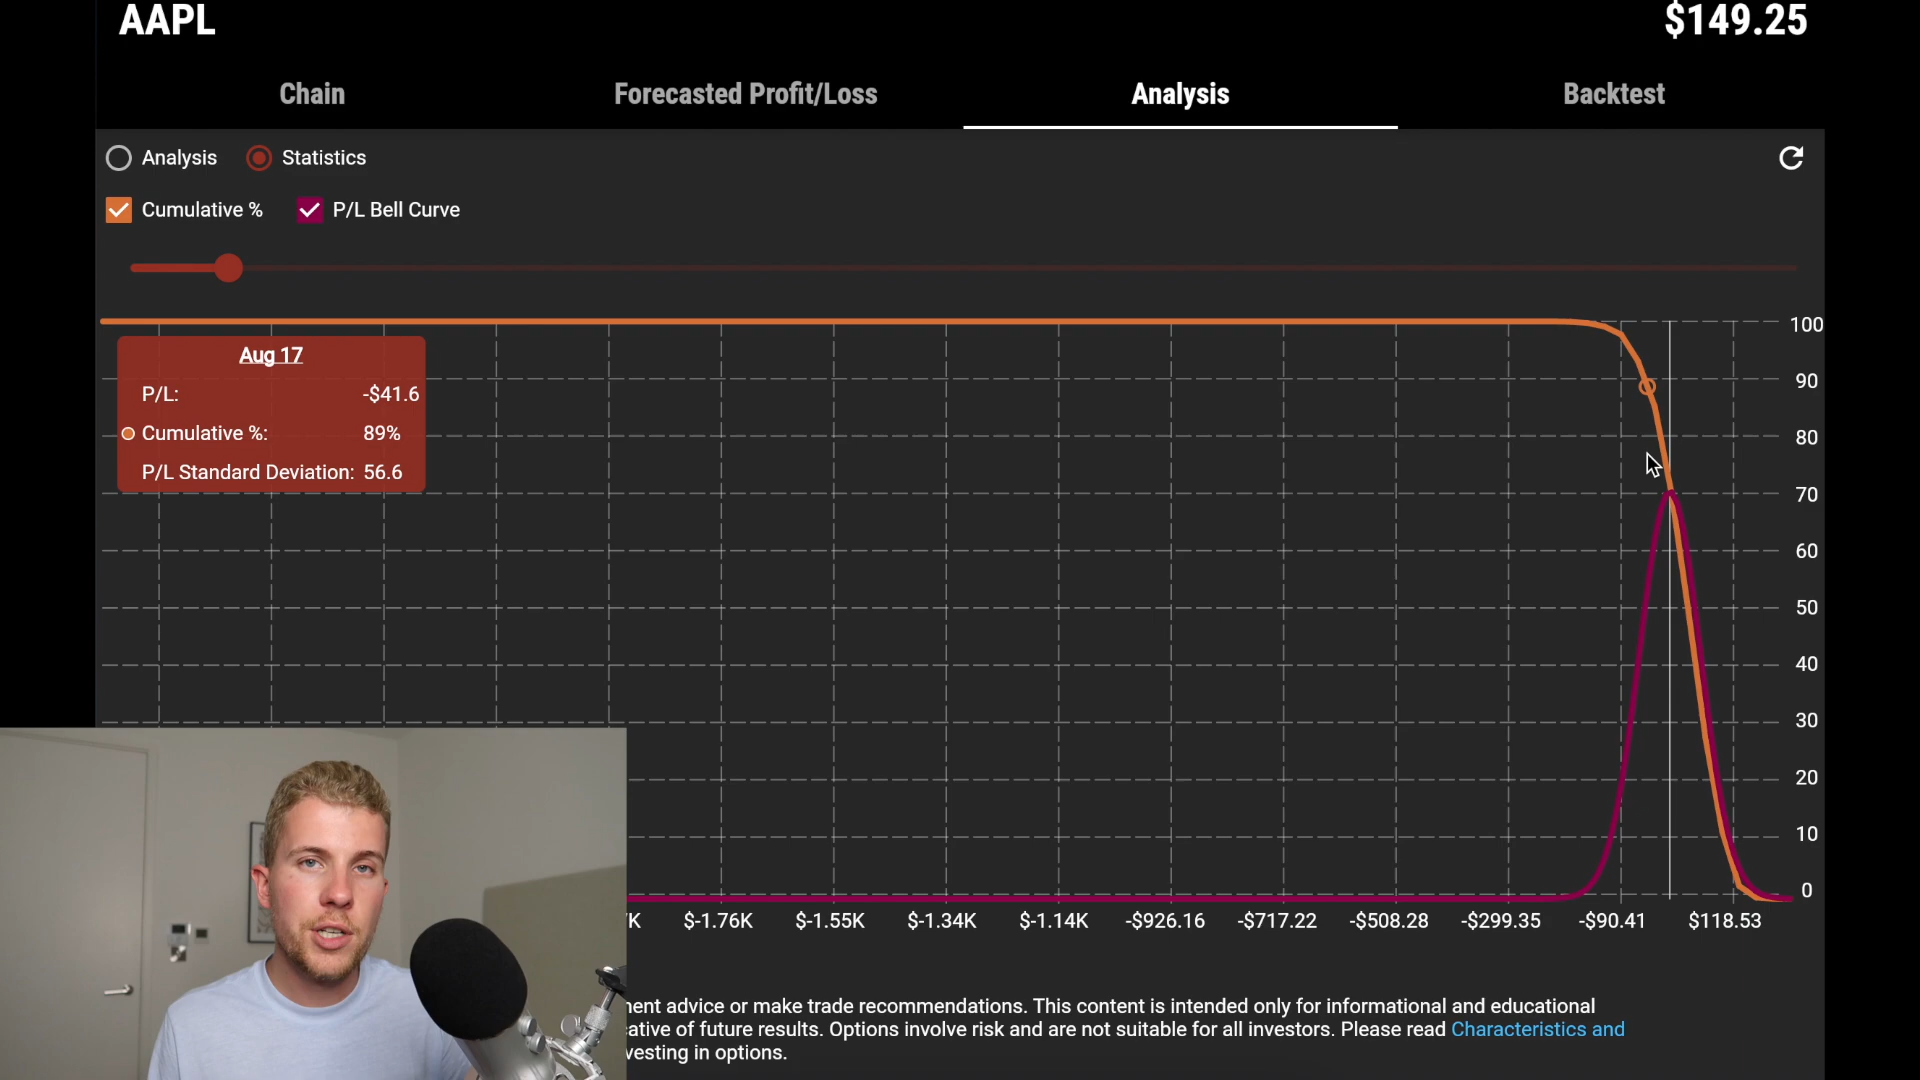 AAPL
$149.25
Chain
Forecasted Profit/Loss
Analysis
Backtest
Analysis
Statistics
Cumulative %
P/L Bell Curve
Aug 17
P/L: -$41.6
Cumulative %: 89%
P/L Standard Deviation: 56.6
100
90
80
70
60
50
40
30
20
10
0
K $-1.76K $-1.55K $-1.34K $-1.14K -$926.16 -$717.22 -$508.28 -$299.35 -$90.41 $118.53
advice or make trade recommendations. This content is intended only for informational and educational
of future results. Options involve risk and are not suitable for all investors. Please read Characteristics and
in options.